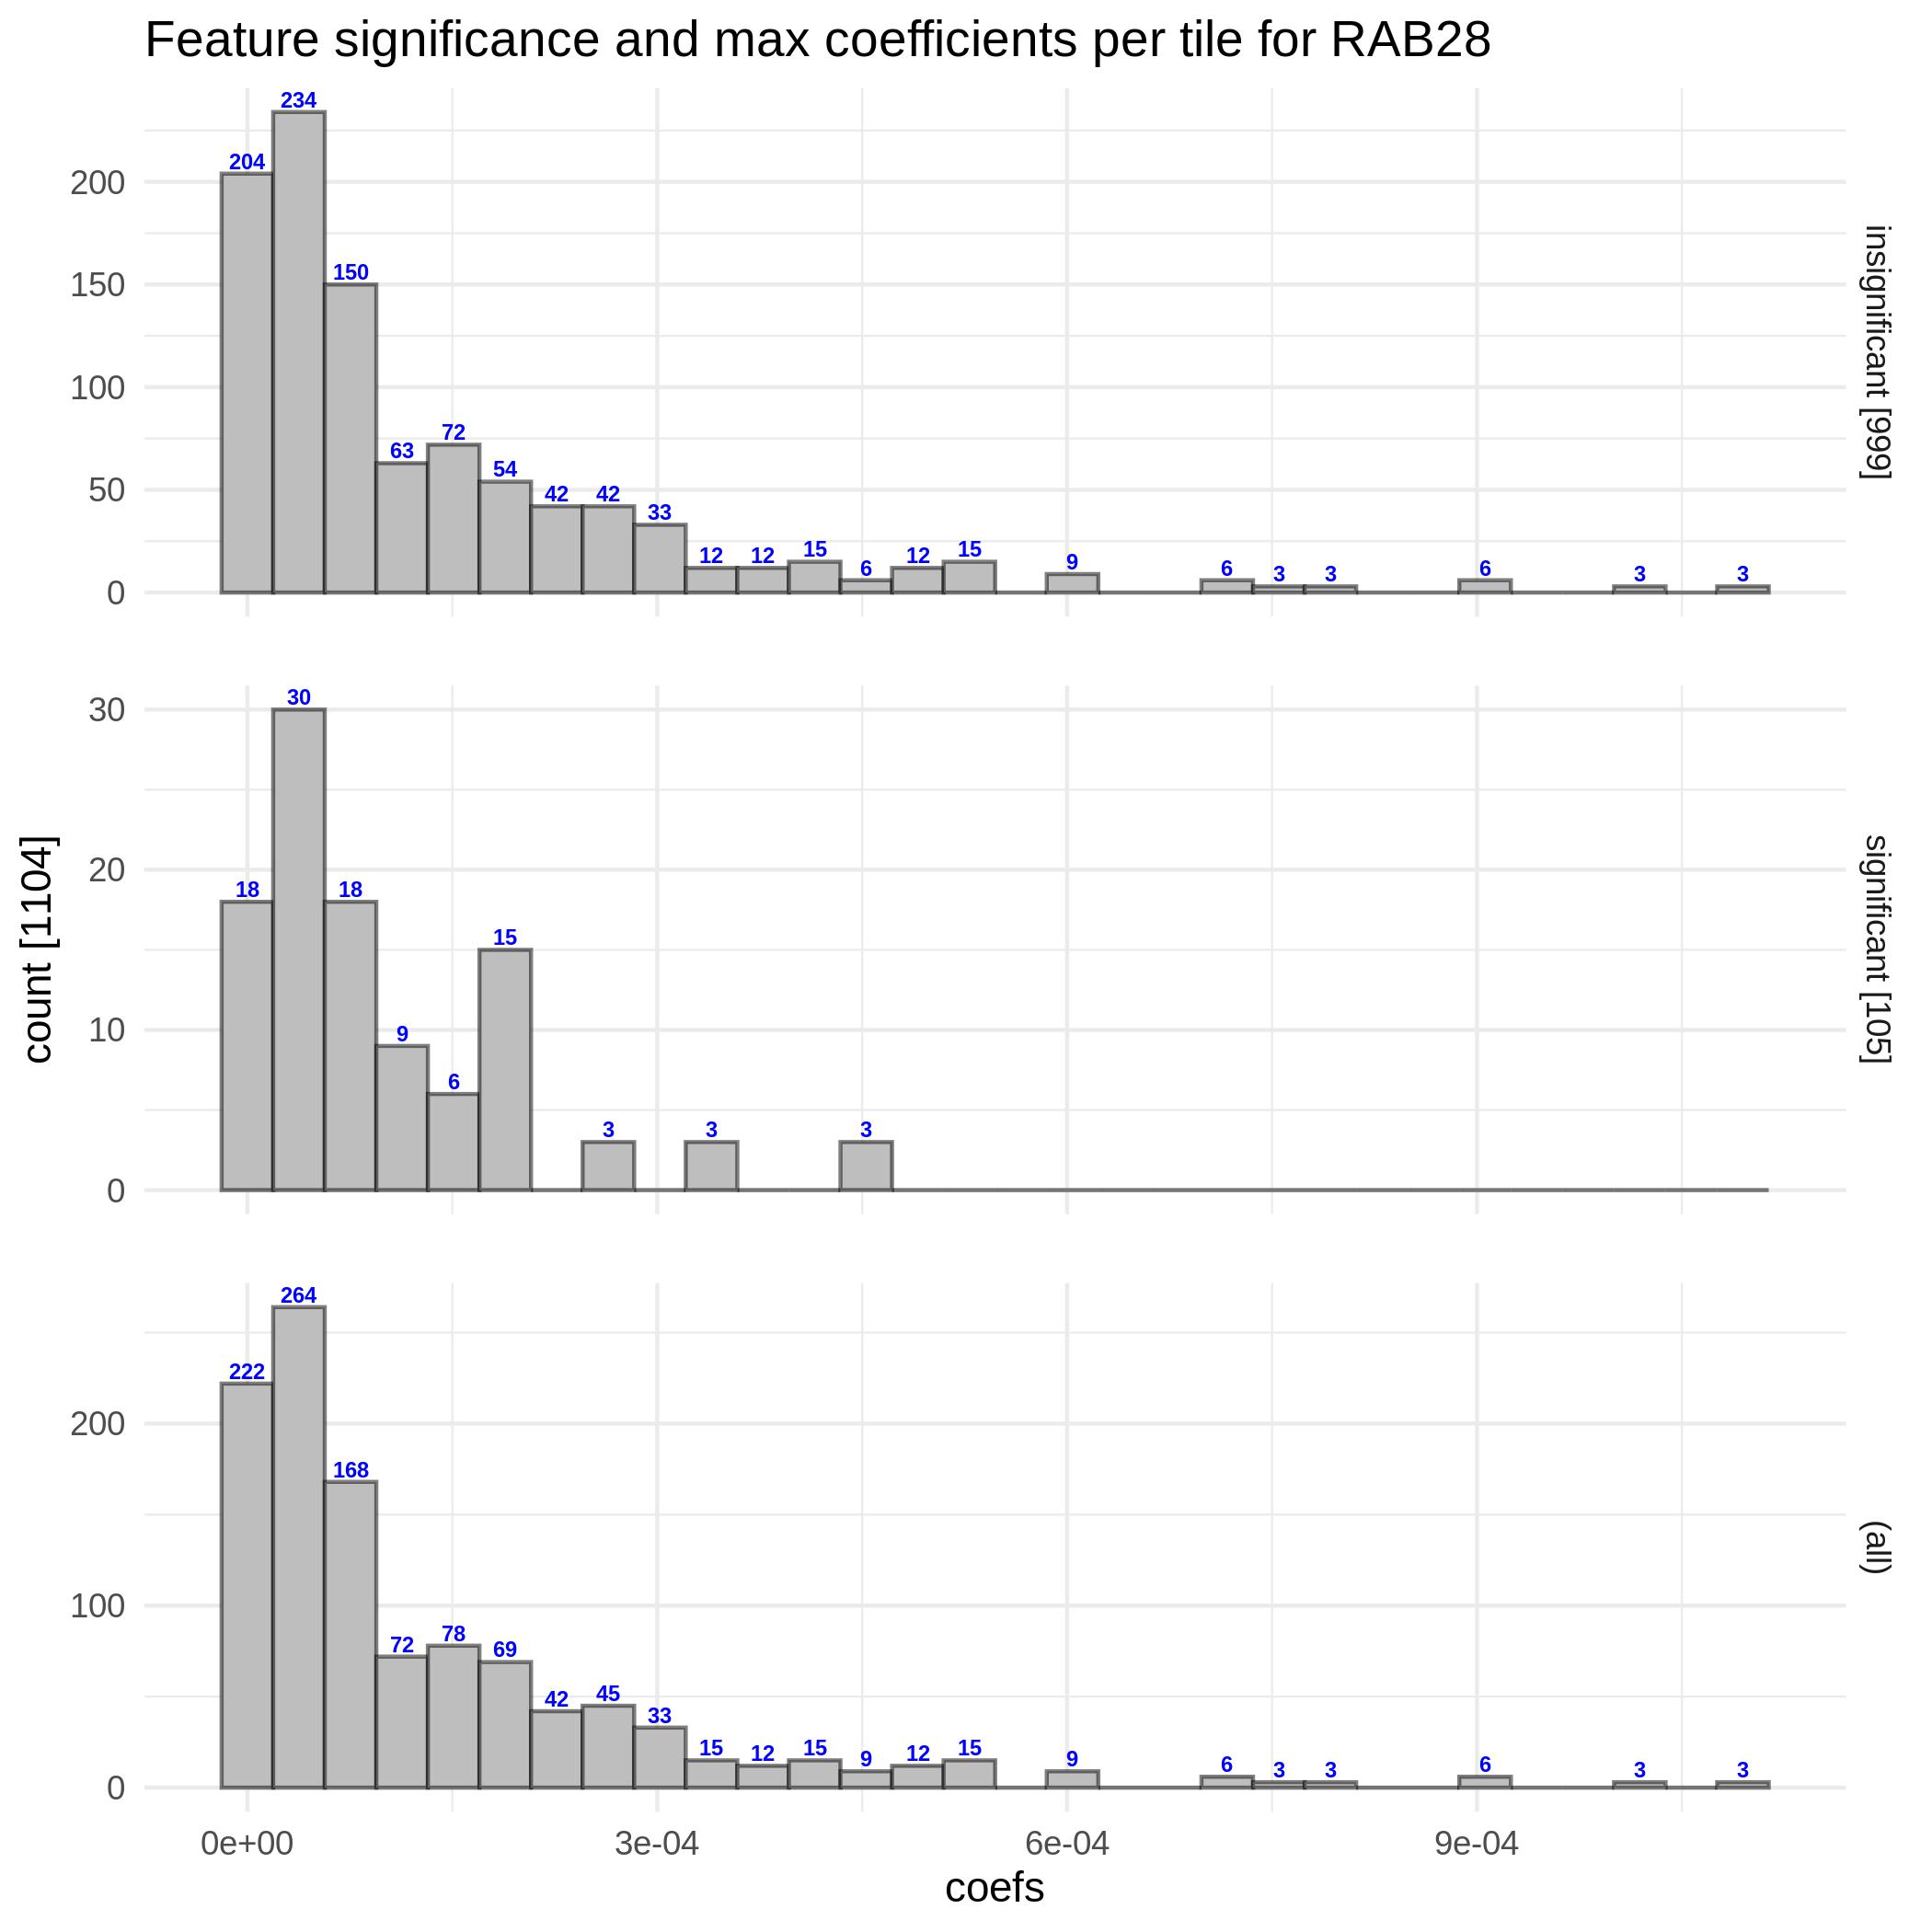 Feature significance and max coefficients per tile for RAB28
234
204
200
150
150
100
72
63
54
50
42 42
33
12 12 15 6 12 15 9 6 3 3 6 3 3
0
insignificant [999]
count [1104]
30
30
20
18 18
15
10
9
6
3 3 3
0
significant [105]
264
222
200
168
100
72 78 69
42 45 33
15 12 15 9 12 15 9 6 3 3 6 3 3
0
(all)
0e+00 3e-04 6e-04 9e-04
coefs